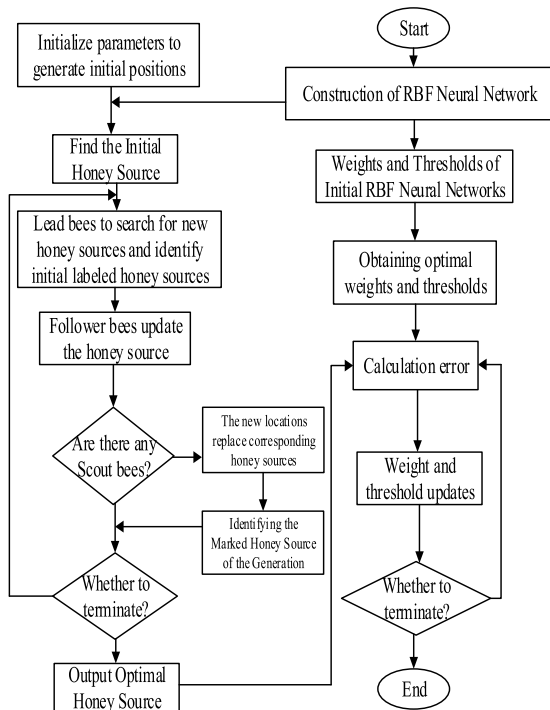 Initialize parameters to
generate initial positions
Find the Initial
Honey Source
Lead bees to search for new
honey sources and identify
initial labeled honey sources
Follower bees update
the honey source
Are there any
Scout bees?
The new locations
replace corresponding
honey sources
Identifying the
Marked Honey Source
of the Generation
Whether to
terminate?
Output Optimal
Honey Source
Start
Construction of RBF Neural Network
Weights and Thresholds of
Initial RBF Neural Networks
Obtaining optimal
weights and thresholds
Calculation error
Weight and
threshold updates
Whether to
terminate?
End